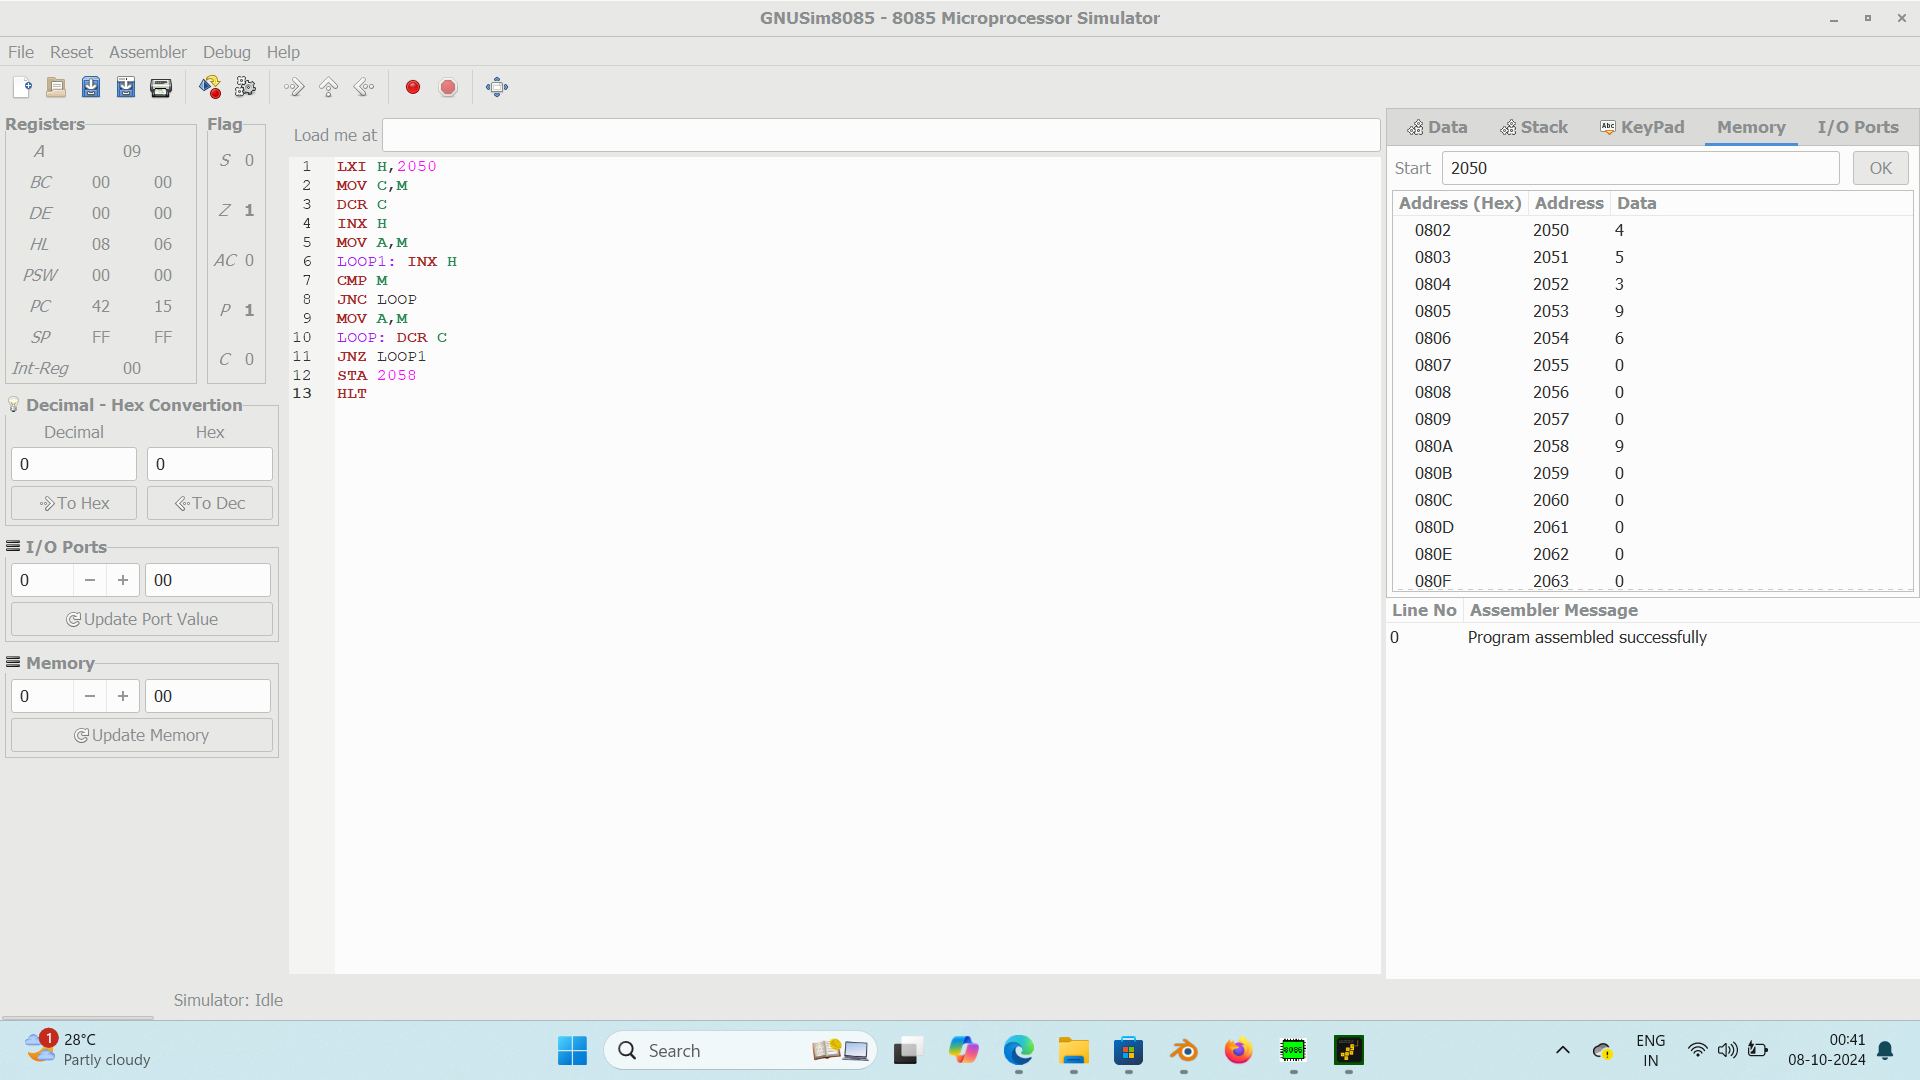 GNUSim8085 - 8085 Microprocessor Simulator
File Reset Assembler Debug Help
Registers
A 09
BC 00 00
DE 00 00
HL 08 06
PSW 00 00
PC 42 15
SP FF FF
Int-Reg 00
Flag
S 0
Z 1
AC 0
P 1
C 0
Decimal - Hex Convertion
Decimal Hex
0 0
To Hex To Dec
I/O Ports
0 − + 00
Update Port Value
Memory
0 − + 00
Update Memory
Load me at
1 LXI H,2050
2 MOV C,M
3 DCR C
4 INX H
5 MOV A,M
6 LOOP1: INX H
7 CMP M
8 JNC LOOP
9 MOV A,M
10 LOOP: DCR C
11 JNZ LOOP1
12 STA 2058
13 HLT
Data Stack Abc KeyPad Memory I/O Ports
Start 2050 OK
Address (Hex) Address Data
0802 2050 4
0803 2051 5
0804 2052 3
0805 2053 9
0806 2054 6
0807 2055 0
0808 2056 0
0809 2057 0
080A 2058 9
080B 2059 0
080C 2060 0
080D 2061 0
080E 2062 0
080F 2063 0
Line No Assembler Message
0 Program assembled successfully
Simulator: Idle
1
28°C
Partly cloudy
Search
ENG
IN
00:41
08-10-2024